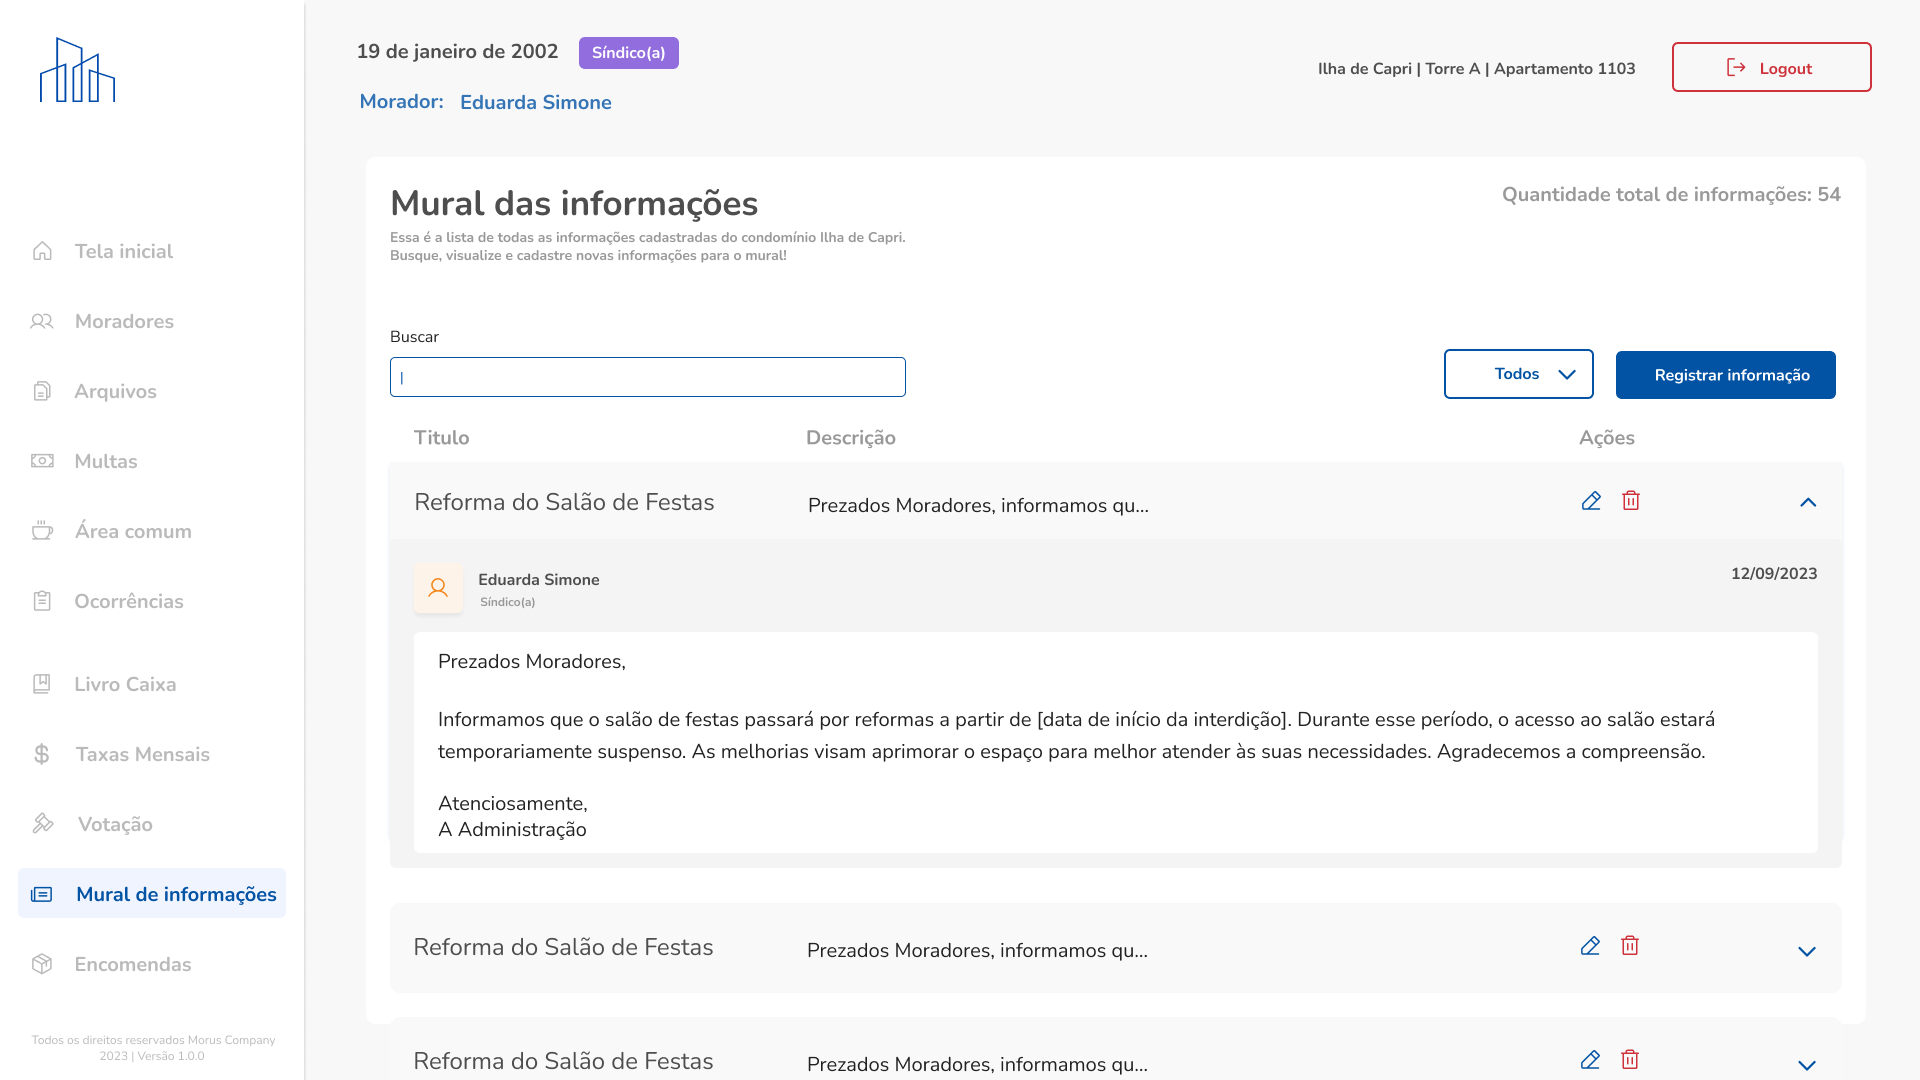 19 de janeiro de 2002
Síndico(a)
Morador: Eduarda Simone
Ilha de Capri | Torre A | Apartamento 1103
Logout
Tela inicial
Moradores
Arquivos
Multas
Área comum
Ocorrências
Livro Caixa
Taxas Mensais
Votação
Mural de informações
Encomendas
Todos os direitos reservados Morus Company
2023 | Versão 1.0.0
Mural das informações
Quantidade total de informações: 54
Essa é a lista de todas as informações cadastradas do condomínio Ilha de Capri.
Busque, visualize e cadastre novas informações para o mural!
Buscar
Todos
Registrar informação
Titulo Descrição Ações
Reforma do Salão de Festas Prezados Moradores, informamos qu...
Eduarda Simone
Síndico(a)
12/09/2023
Prezados Moradores,
Informamos que o salão de festas passará por reformas a partir de [data de início da interdição]. Durante esse período, o acesso ao salão estará
temporariamente suspenso. As melhorias visam aprimorar o espaço para melhor atender às suas necessidades. Agradecemos a compreensão.
Atenciosamente,
A Administração
Reforma do Salão de Festas Prezados Moradores, informamos qu...
Reforma do Salão de Festas Prezados Moradores, informamos qu...